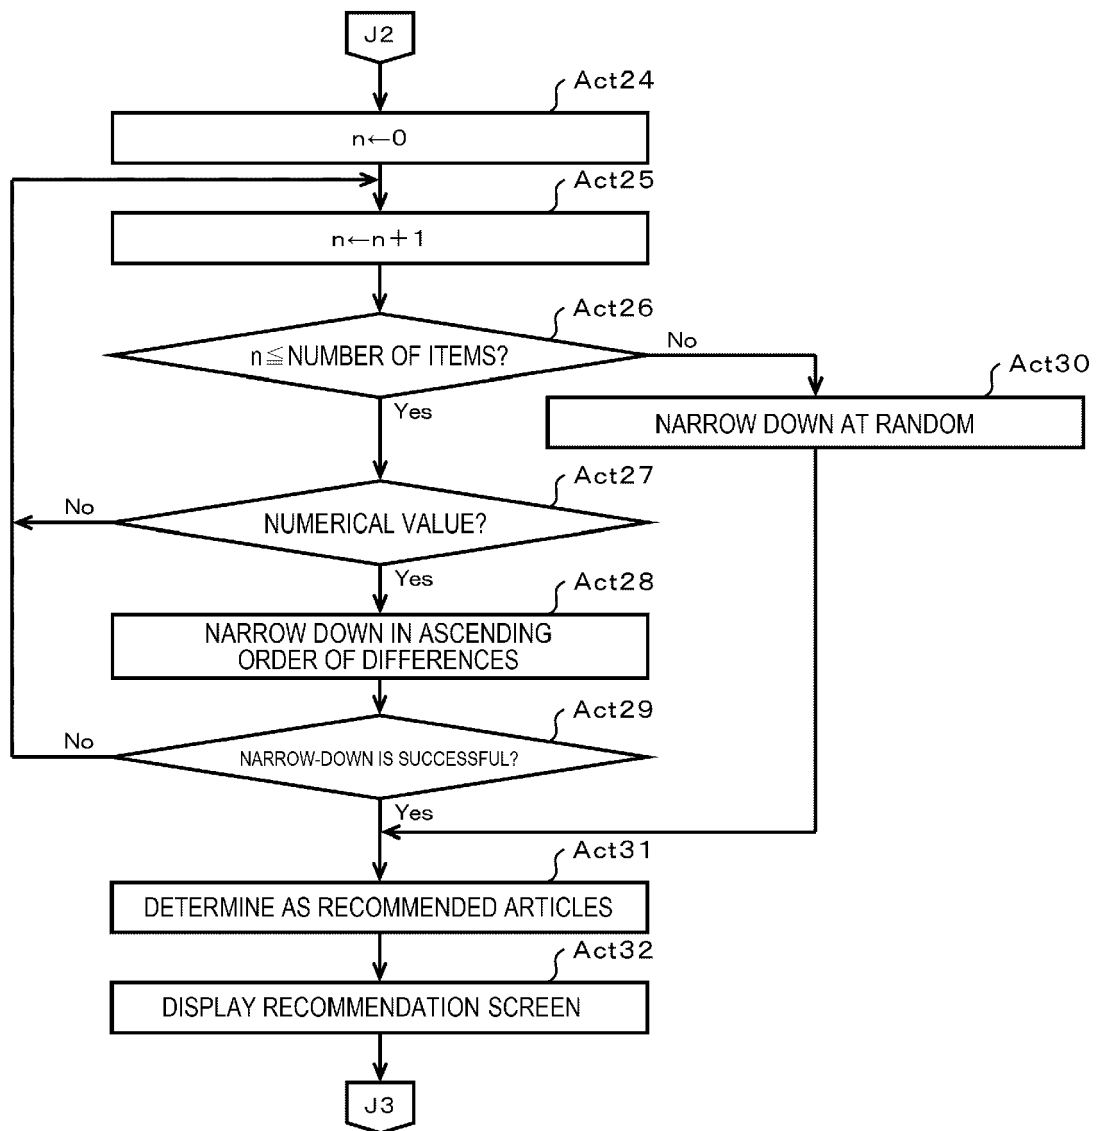 J2
Act24
n←0
Act25
n←n+1
Act26
n≦NUMBER OF ITEMS?
No
Act30
Yes
NARROW DOWN AT RANDOM
Act27
No
NUMERICAL VALUE?
Yes
Act28
NARROW DOWN IN ASCENDING
ORDER OF DIFFERENCES
Act29
No
NARROW-DOWN IS SUCCESSFUL?
Yes
Act31
DETERMINE AS RECOMMENDED ARTICLES
Act32
DISPLAY RECOMMENDATION SCREEN
J3